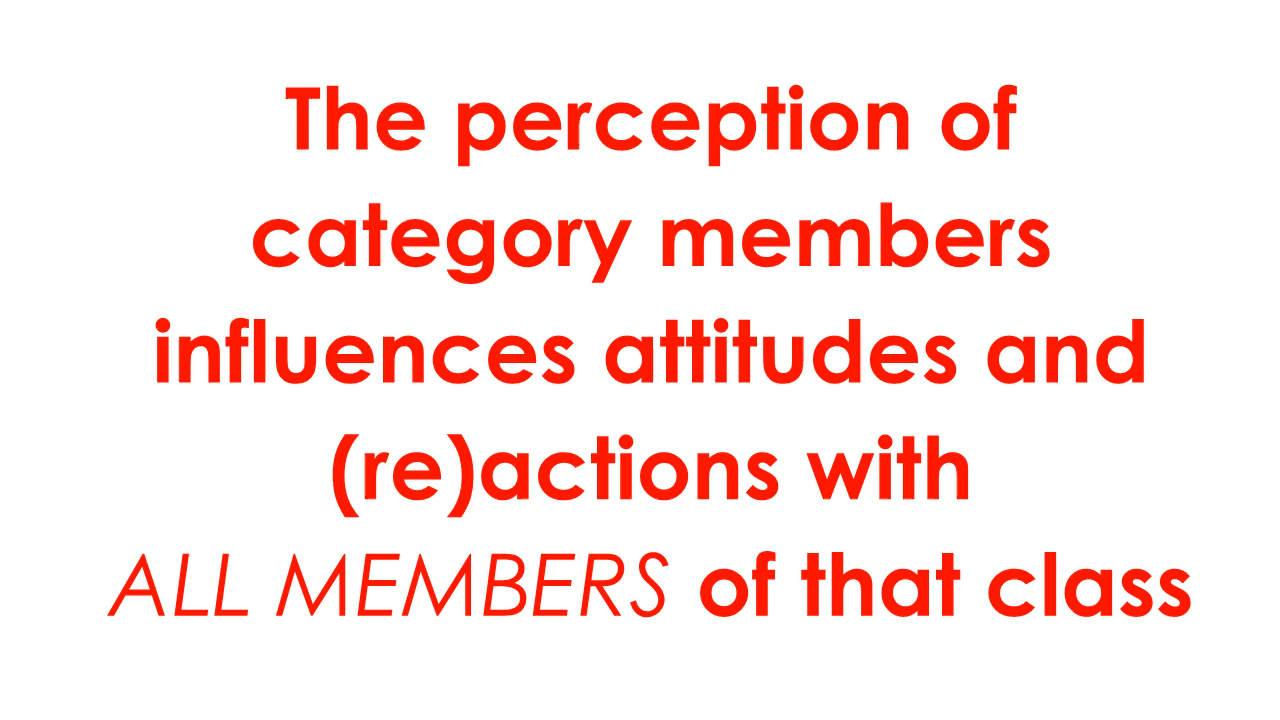 The perception of
category members
influences attitudes and
(re)actions with
ALL MEMBERS of that class